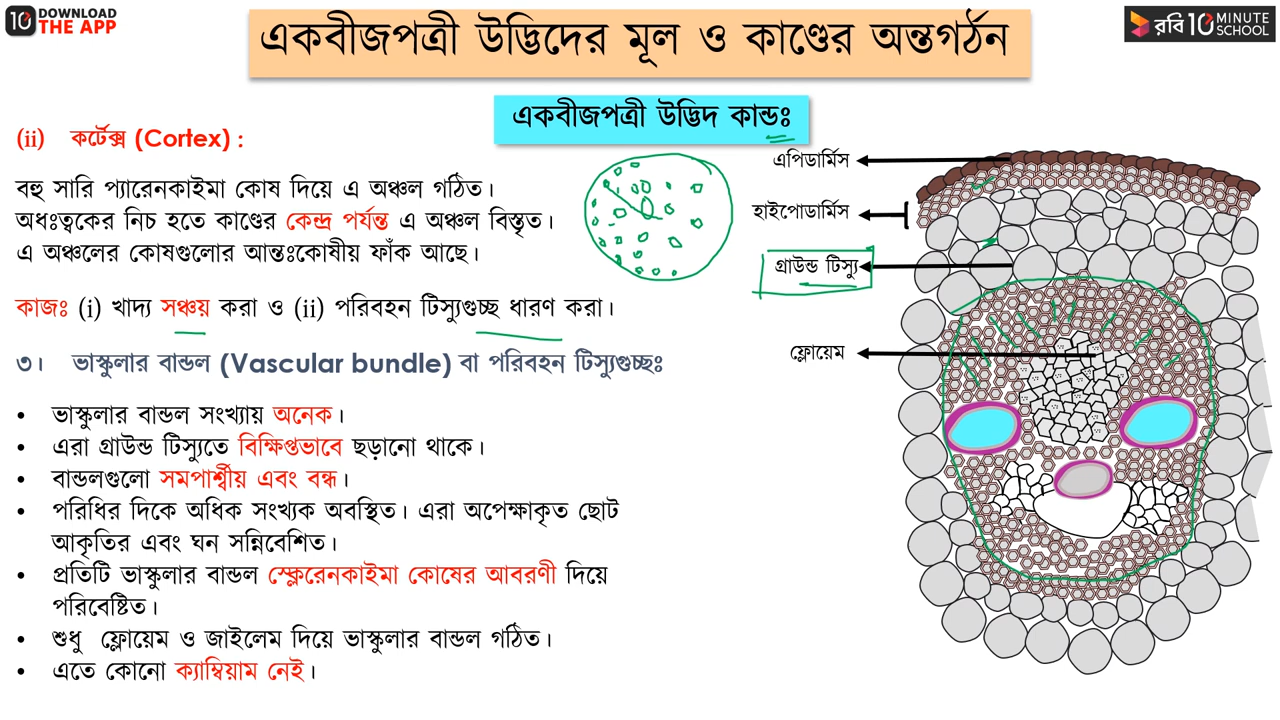 10 DOWNLOAD THE APP
রবি 10 MINUTE SCHOOL
একবীজপত্রী উদ্ভিদের মূল ও কাণ্ডের অন্তগর্ঠন
একবীজপত্রী উদ্ভিদ কান্ডঃ
(ii) কর্টেক্স (Cortex) :
বহু সারি প্যারেনকাইমা কোষ দিয়ে এ অঞ্চল গঠিত।
অধঃত্বকের নিচ হতে কাণ্ডের কেন্দ্র পর্যন্ত এ অঞ্চল বিস্তৃত।
এ অঞ্চলের কোষগুলোর আন্তঃকোষীয় ফাঁক আছে।
কাজঃ (i) খাদ্য সঞ্চয় করা ও (ii) পরিবহন টিস্যুগুচ্ছ ধারণ করা।
৩। ভাস্কুলার বান্ডল (Vascular bundle) বা পরিবহন টিস্যুগুচ্ছঃ
• ভাস্কুলার বান্ডল সংখ্যায় অনেক।
• এরা গ্রাউন্ড টিস্যুতে বিক্ষিপ্তভাবে ছড়ানো থাকে।
• বান্ডলগুলো সমপার্শ্বীয় এবং বন্ধ।
• পরিধির দিকে অধিক সংখ্যক অবস্থিত। এরা অপেক্ষাকৃত ছোট
আকৃতির এবং ঘন সন্নিবেশিত।
• প্রতিটি ভাস্কুলার বান্ডল স্ক্লেরেনকাইমা কোষের আবরণী দিয়ে
পরিবেষ্টিত।
• শুধু ফ্লোয়েম ও জাইলেম দিয়ে ভাস্কুলার বান্ডল গঠিত।
• এতে কোনো ক্যাম্বিয়াম নেই।
এপিডার্মিস
হাইপোডার্মিস
গ্রাউন্ড টিস্যু
ফ্লোয়েম